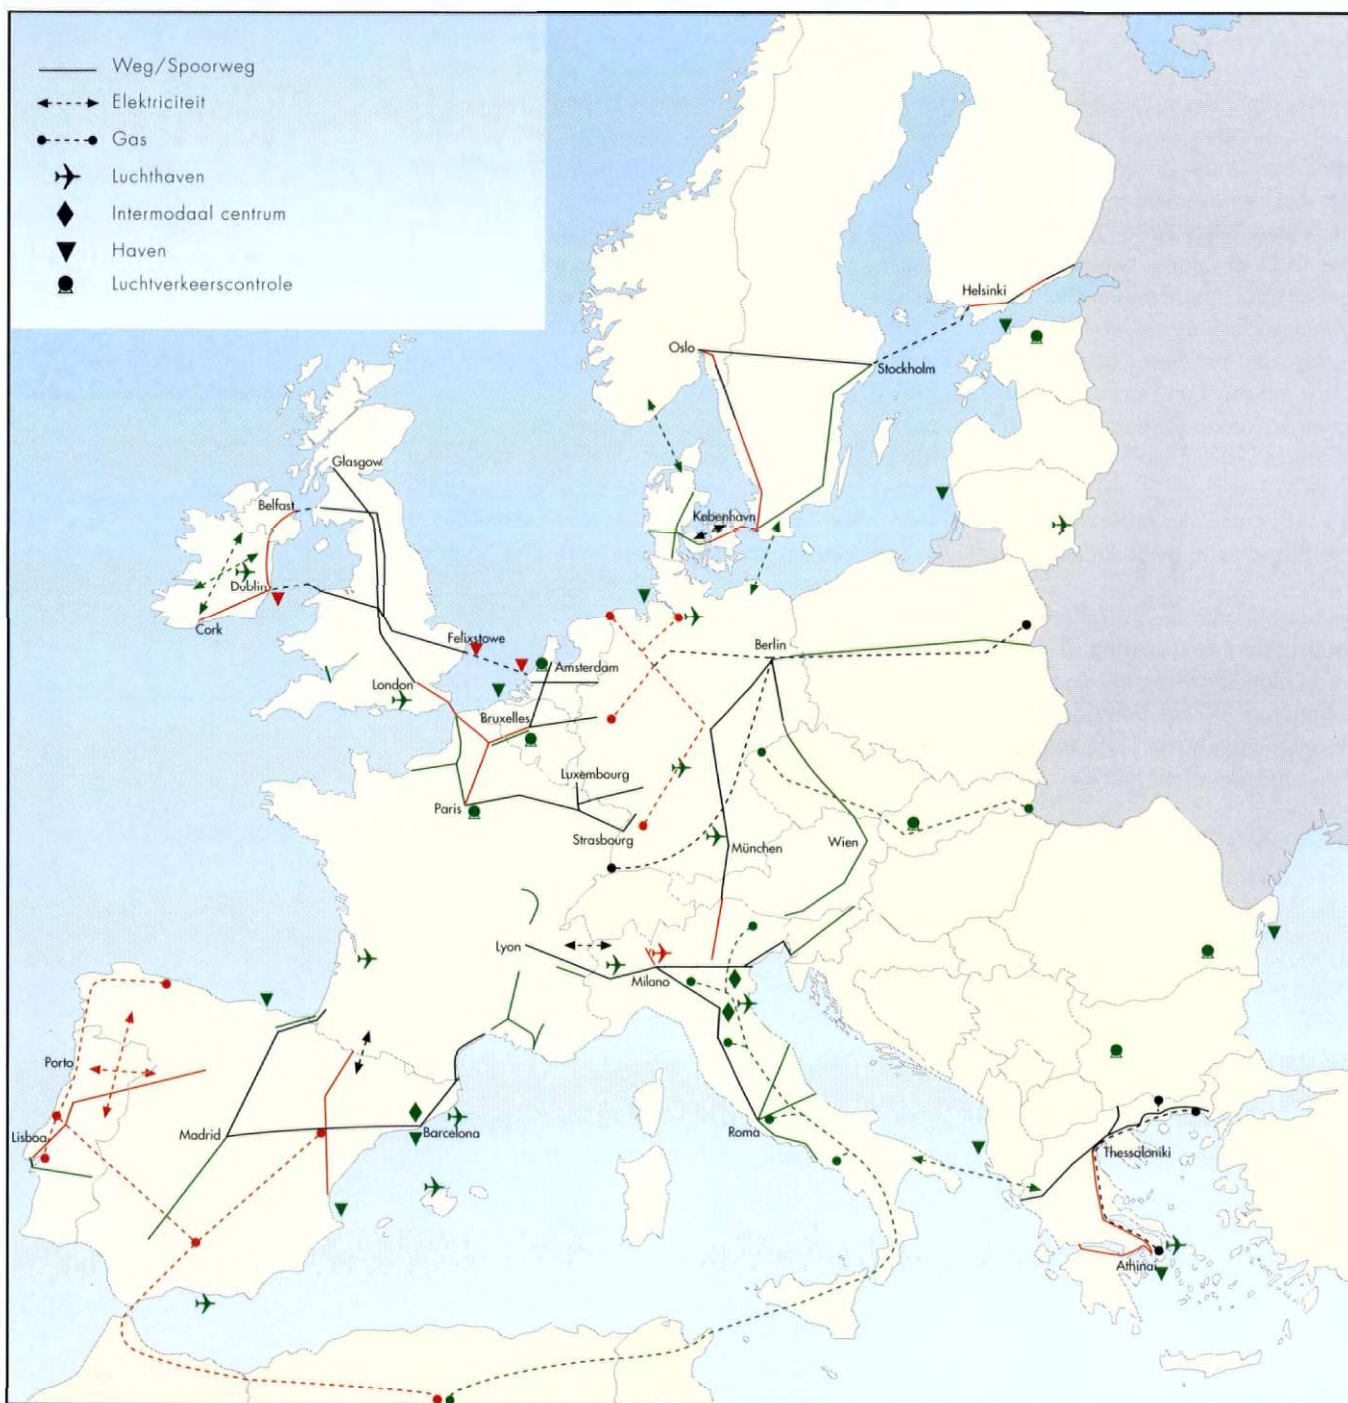 Weg/Spoorweg
Elektriciteit
Gas
Luchthaven
Intermodaal centrum
Haven
Luchtverkeerscontrole
Helsinki
Oslo
Stockholm
Glasgow
Belfast
København
Dublin
Cork
Felixstowe
Amsterdam
Berlin
London
Bruxelles
Luxembourg
Paris
Strasbourg
München
Wien
Lyon
Milano
Porto
Madrid
Barcelona
Lisboa
Roma
Thessaloniki
Athinai